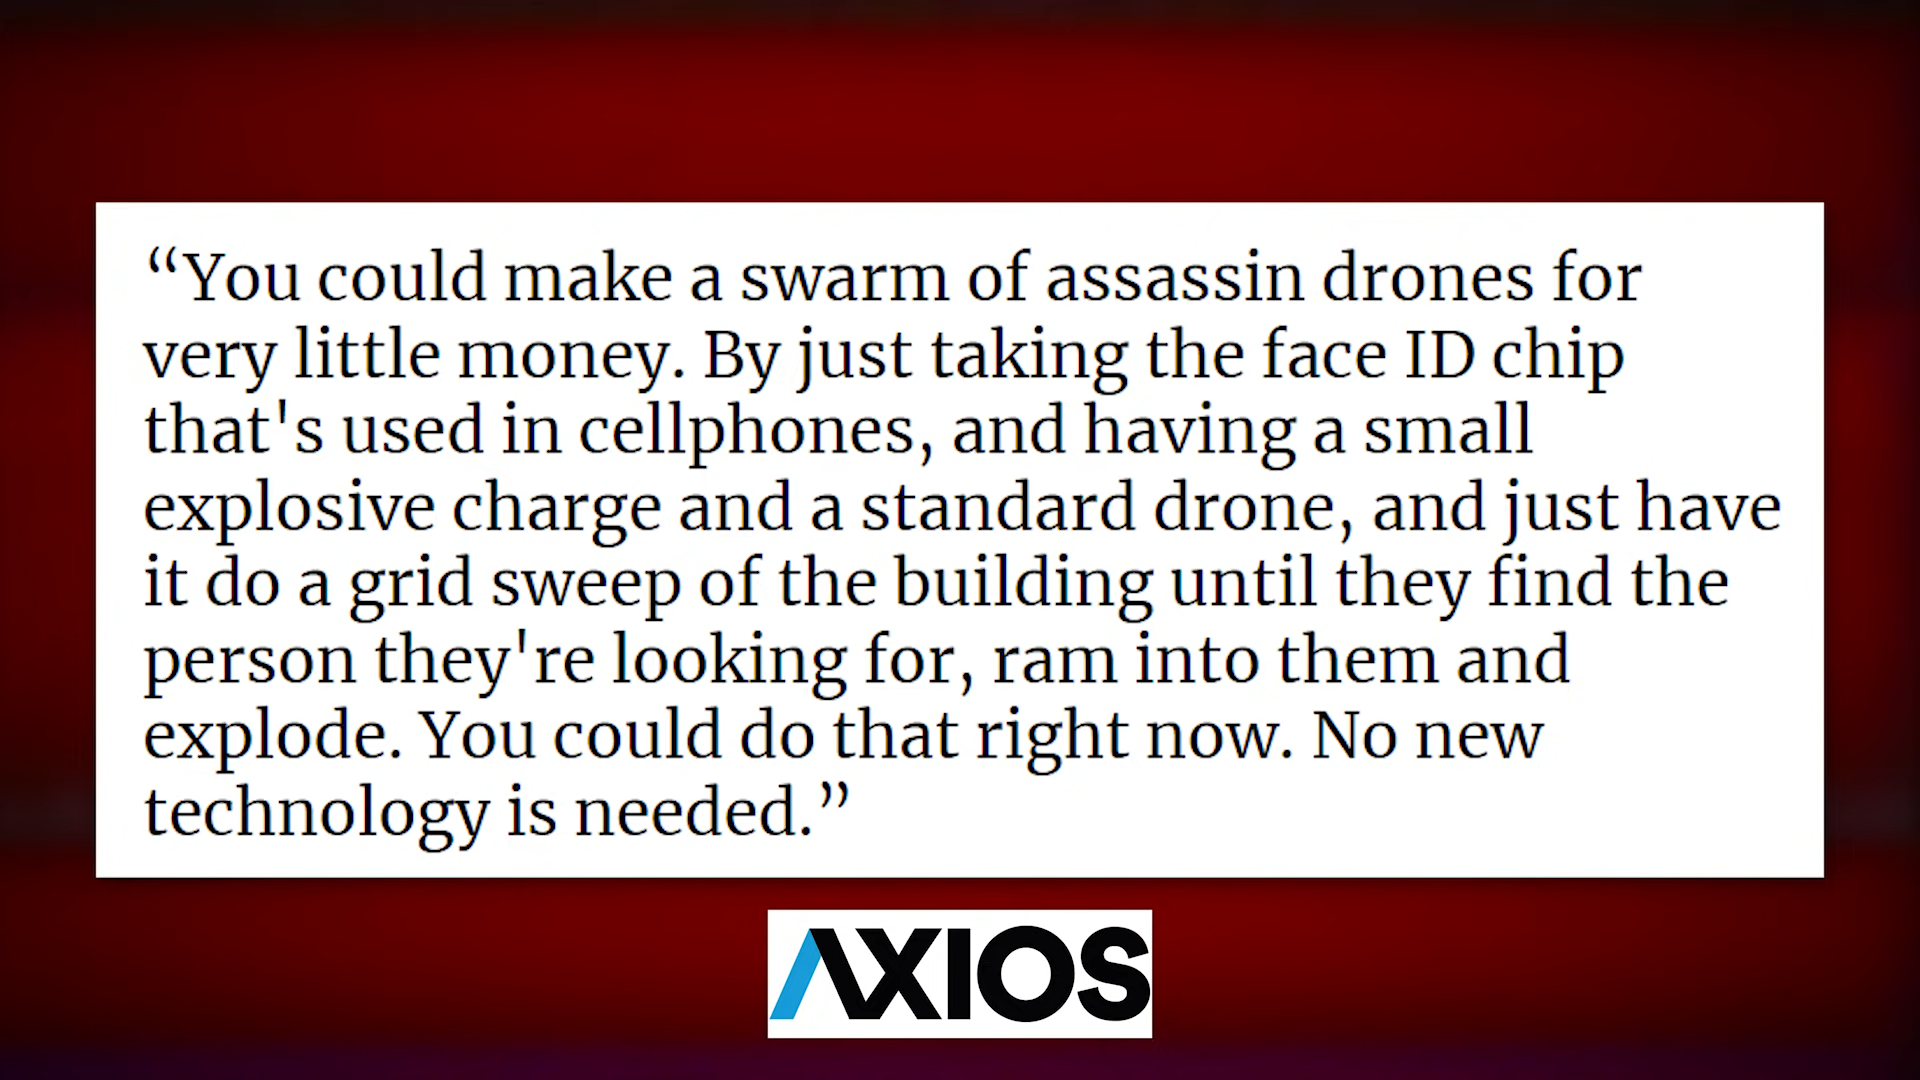 “You could make a swarm of assassin drones for
very little money. By just taking the face ID chip
that's used in cellphones, and having a small
explosive charge and a standard drone, and just have
it do a grid sweep of the building until they find the
person they're looking for, ram into them and
explode. You could do that right now. No new
technology is needed.”
AXIOS